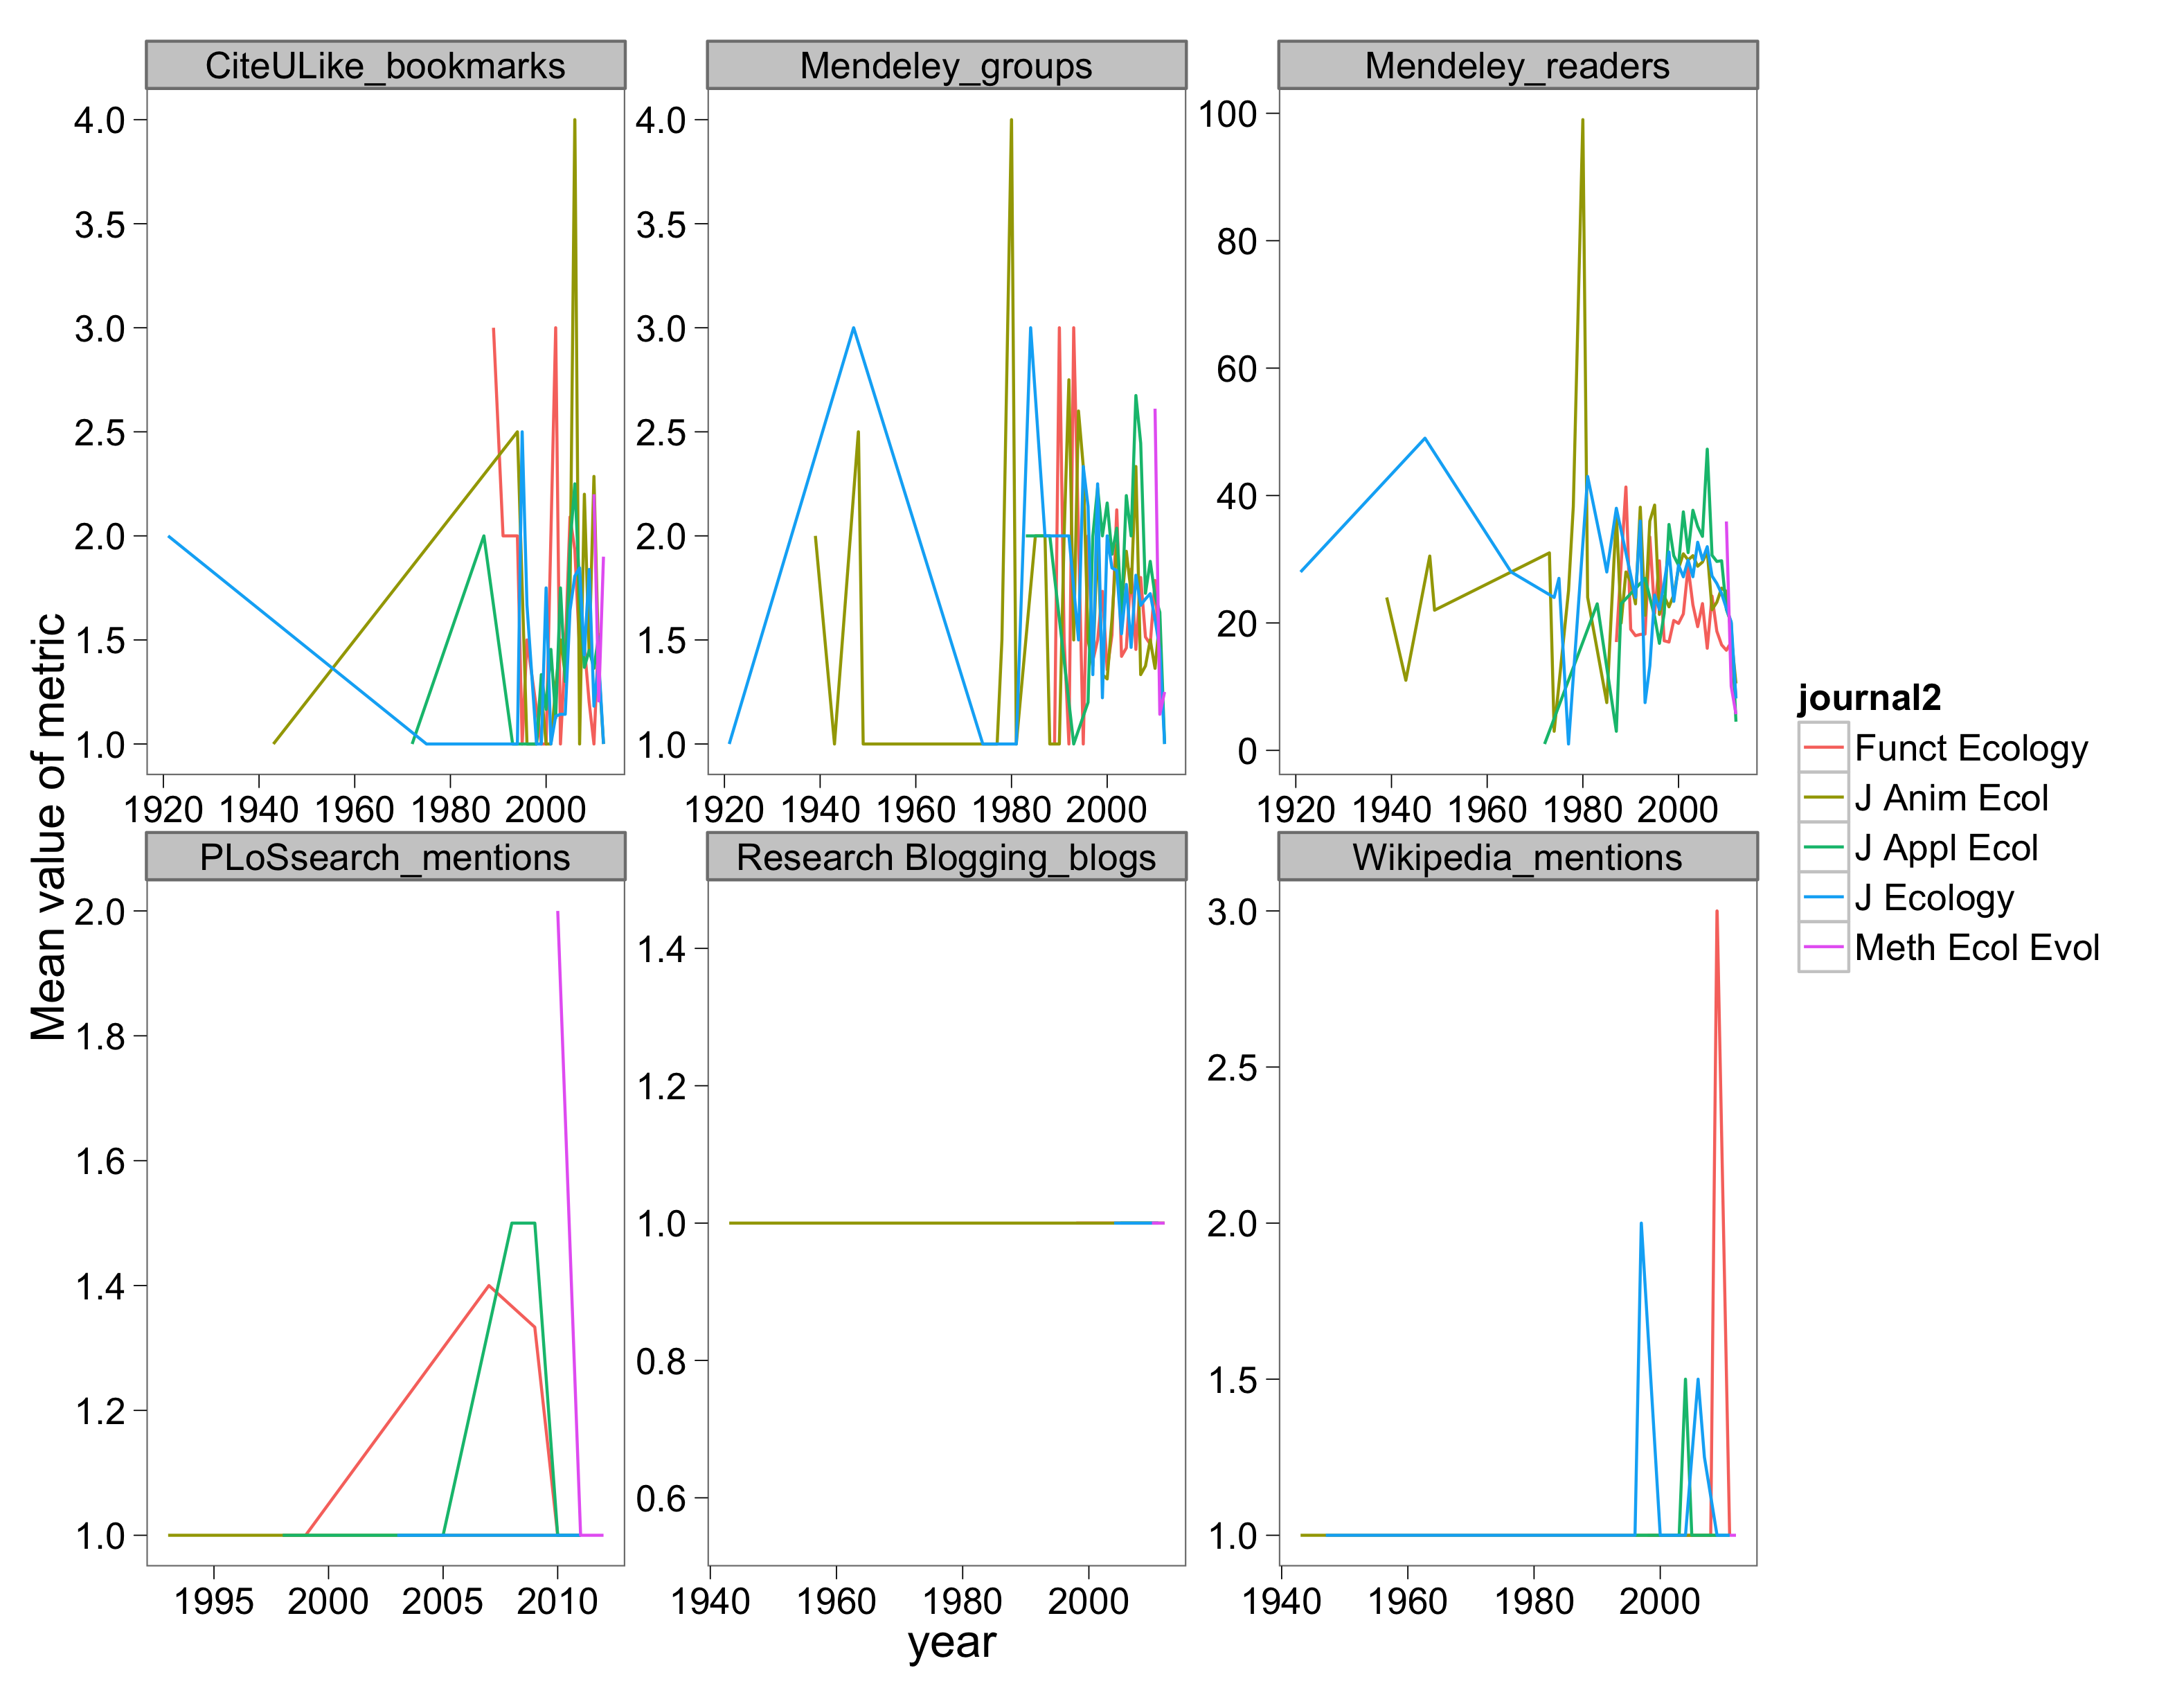 CiteULike_bookmarks
Mendeley_groups
Mendeley_readers
4.0
3.5
3.0
2.5
2.0
1.5
1.0
4.0
3.5
3.0
2.5
2.0
1.5
1.0
100
80
60
40
20
0
1920 1940 1960 1980 2000
1920 1940 1960 1980 2000
1920 1940 1960 1980 2000
PLoSsearch_mentions
Research Blogging_blogs
Wikipedia_mentions
2.0
1.8
1.6
1.4
1.2
1.0
1.4
1.2
1.0
0.8
0.6
3.0
2.5
2.0
1.5
1.0
1995 2000 2005 2010
1940 1960 1980 2000
1940 1960 1980 2000
Mean value of metric
year
journal2
Funct Ecology
J Anim Ecol
J Appl Ecol
J Ecology
Meth Ecol Evol